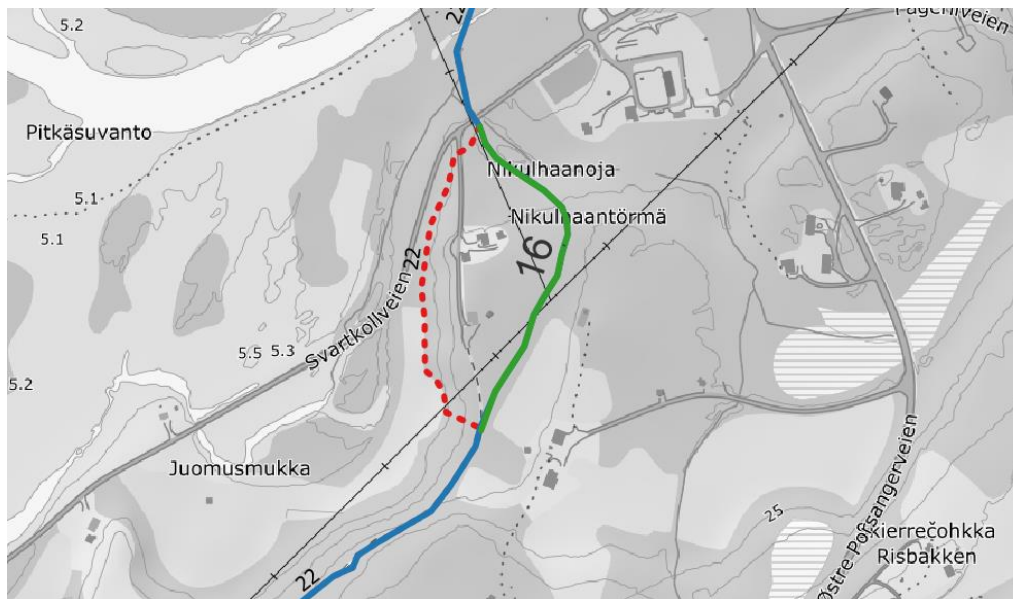 5.2
22
Fagerliveien
Pitkäsuvanto
Nikulhaanoja
5.1
Nikulhaantörmä
5.1
22
16
Svartkollveien
5.5
5.3
5.2
Juomusmukka
25
Østre Porsangerveien
Risbakken
22